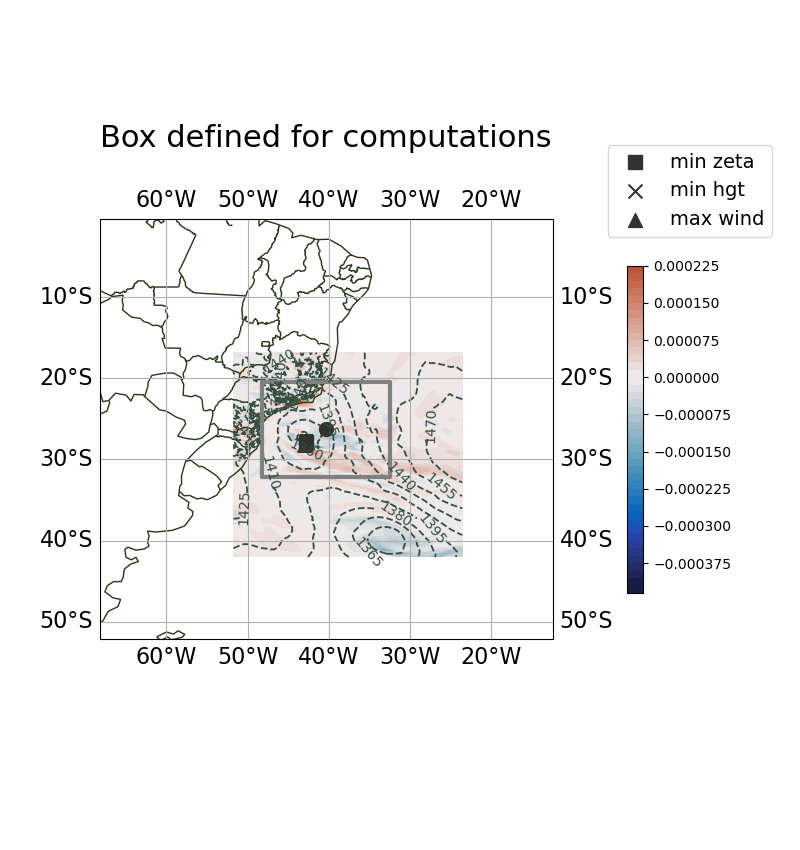 Box defined for computations
min zeta
min hgt
max wind
60°W 50°W 40°W 30°W 20°W
0.000225
0.000150
0.000075
0.000000
−0.000075
−0.000150
−0.000225
−0.000300
−0.000375
10°S 10°S
20°S 20°S
30°S 30°S
40°S 40°S
50°S 50°S
1440
1425
1470
1410
1440
1455
1425
1380
1395
1365
60°W 50°W 40°W 30°W 20°W